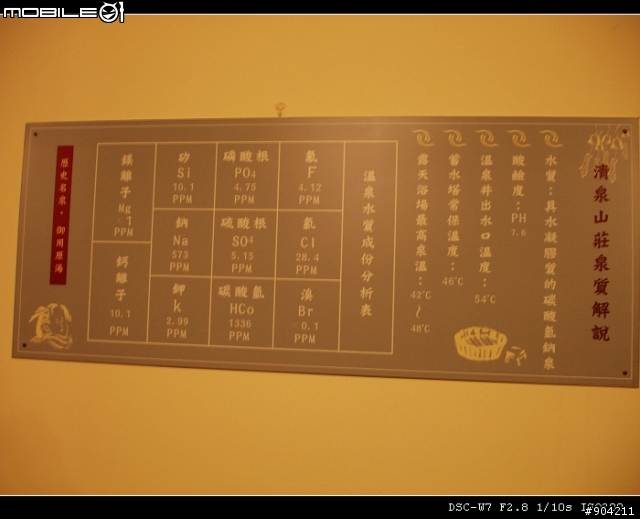 MOBILE01
清泉山莊泉質解說
水質：具水凝膠質的碳酸氫鈉泉
酸鹼度：PH 7.6
溫泉井出水口溫度：54℃
蓄水塔常保溫度：46℃
露天浴場最高泉溫：42℃～48℃
溫泉水質成份分析表
氟 F 4.12 PPM
氯 Cl 28.4 PPM
溴 Br 0.1 PPM
磷酸根 PO4 4.75 PPM
硫酸根 SO4 5.15 PPM
碳酸氫 HCo 1336 PPM
矽 Si 10.1 PPM
鈉 Na 573 PPM
鉀 K 2.99 PPM
鎂離子 Mg PPM
鈣離子 10.1 PPM
歷史名泉，御用原湯
DSC-W7 F2.8 1/10s
#904211